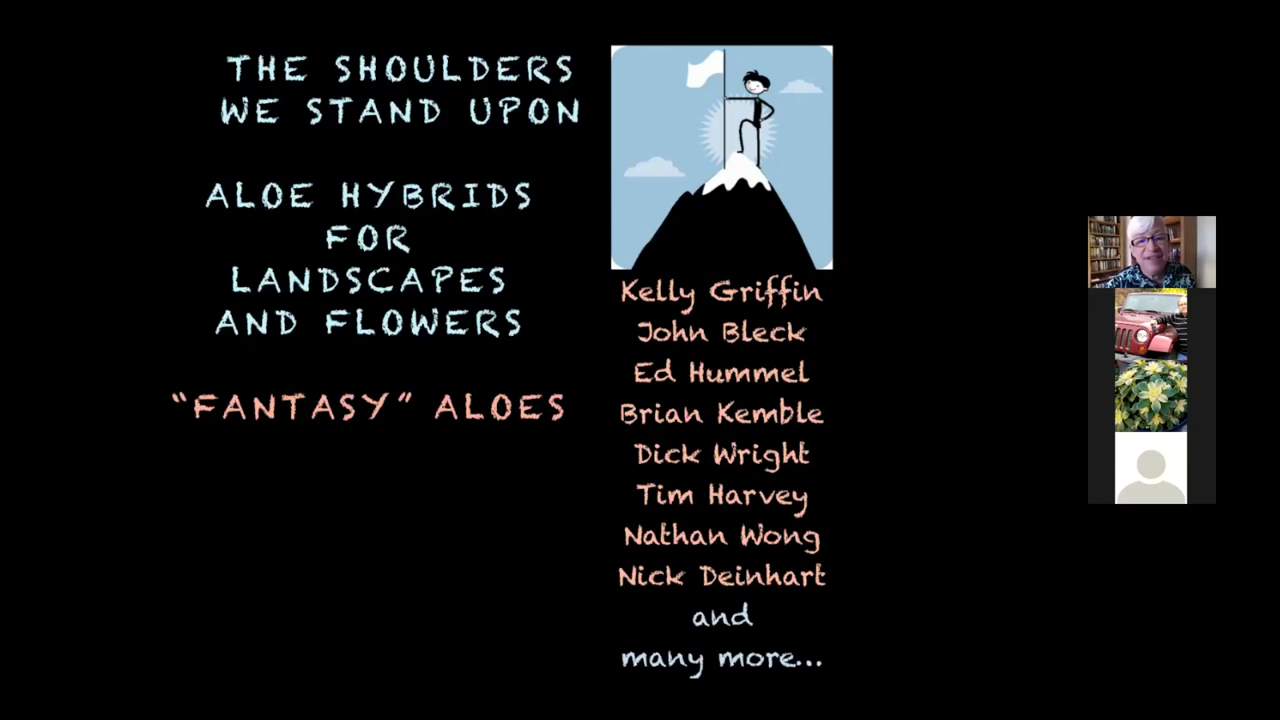 THE SHOULDERS
WE STAND UPON
ALOE HYBRIDS
FOR
LANDSCAPES
AND FLOWERS
"FANTASY" ALOES
Kelly Griffin
John Bleck
Ed Hummel
Brian Kemble
Dick Wright
Tim Harvey
Nathan Wong
Nick Deinhart
and
many more...